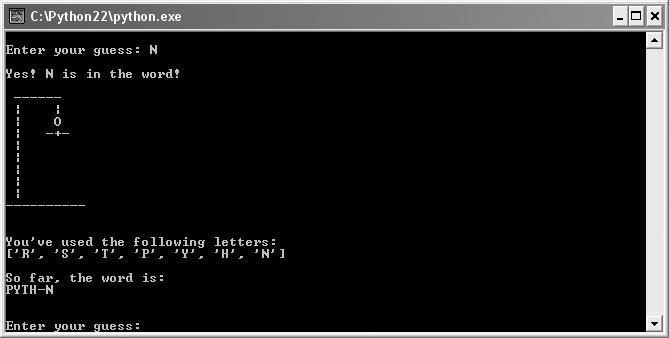 C:\Python22\python.exe
Enter your guess: N
Yes! N is in the word!
You've used the following letters:
['R', 'S', 'T', 'P', 'Y', 'H', 'N']
So far, the word is:
PYTH-N
Enter your guess: